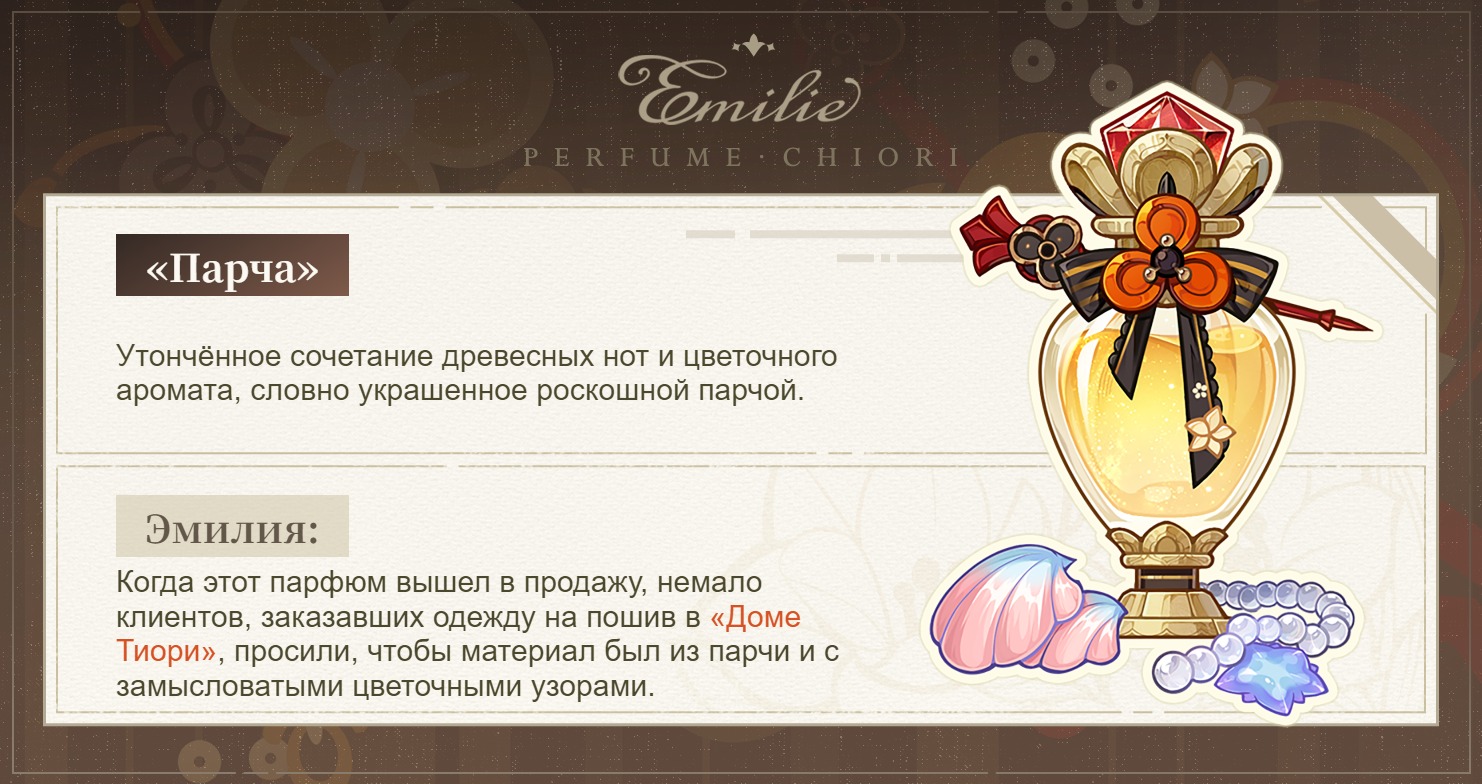 Emilie
PERFUME·CHIORI
«Парча»
Утончённое сочетание древесных нот и цветочного
аромата, словно украшенное роскошной парчой.
Эмилия:
Когда этот парфюм вышел в продажу, немало
клиентов, заказавших одежду на пошив в «Доме
Тиори», просили, чтобы материал был из парчи и с
замысловатыми цветочными узорами.